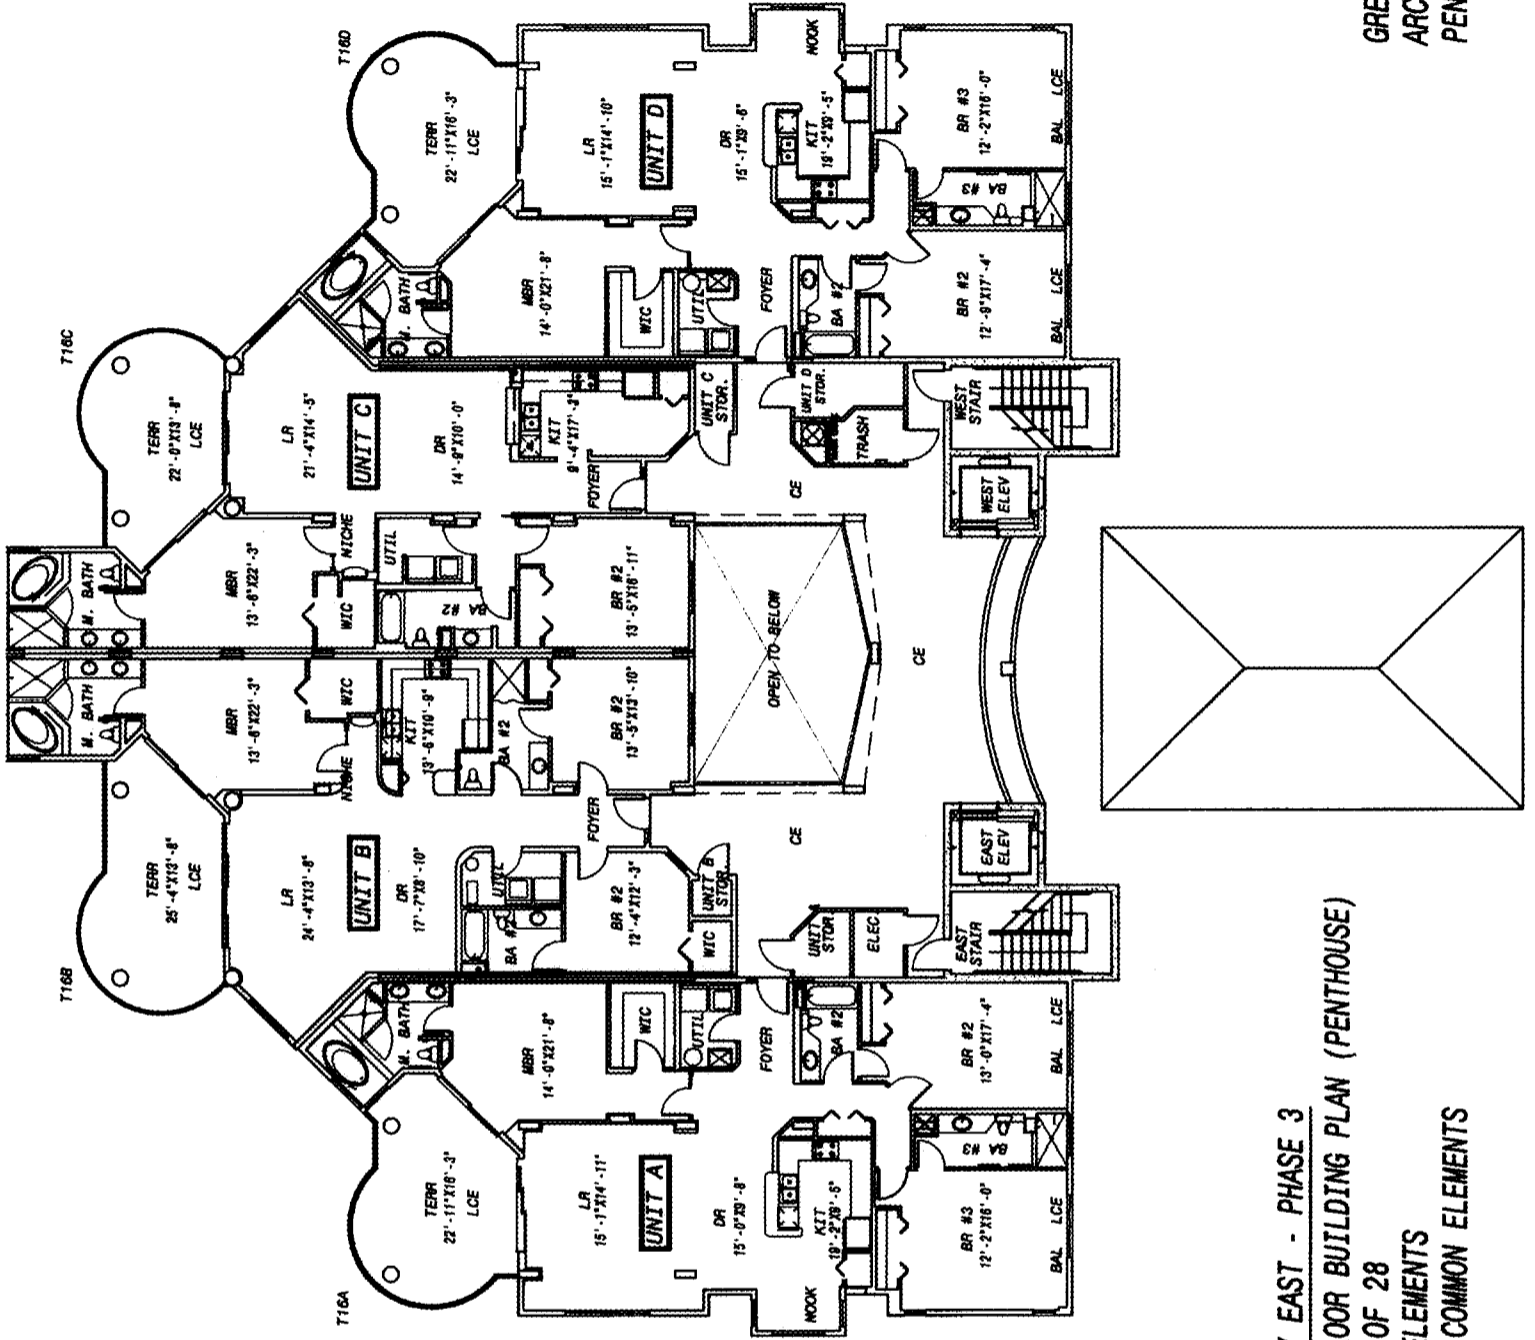 T16A
TERR
22'-11"X16'-3"
LCE
MBR
14'-0"X21'-8"
M. BATH
LR
15'-1"X14'-11"
UNIT A
WIC
UTIL
DR
15'-0"X9'-8"
FOYER
NOOK
KIT
19'-2"X9'-5"
BA #2
BR #3
12'-2"X16'-0"
BA #3
BR #2
13'-0"X17'-4"
BAL LCE
BAL LCE
T16B
TERR
25'-4"X13'-8"
LCE
M. BATH
MBR
13'-6"X22'-3"
LR
24'-4"X13'-8"
NICHE
WIC
UNIT B
DR
17'-7"X9'-10"
KIT
13'-6"X10'-9"
UTIL
BA #2
BA #2
FOYER
BR #2
12'-4"X12'-3"
BR #2
13'-5"X13'-10"
WIC
UNIT B
STOR.
T16C
TERR
22'-0"X13'-8"
LCE
M. BATH
MBR
13'-6"X22'-3"
LR
21'-4"X14'-5"
NICHE
WIC
UNIT C
UTIL
DR
14'-9"X10'-0"
BA #2
KIT
9'-4"X17'-3"
FOYER
BR #2
13'-5"X16'-11"
UNIT C
STOR.
T16D
TERR
22'-11"X16'-3"
LCE
M. BATH
MBR
14'-0"X21'-8"
LR
15'-1"X14'-10"
UNIT D
WIC
UTIL
DR
15'-1"X9'-6"
FOYER
NOOK
KIT
19'-2"X9'-5"
BA #2
BR #2
12'-9"X17'-4"
BA #3
BR #3
12'-2"X16'-0"
BAL LCE
BAL LCE
OPEN TO BELOW
CE
CE
CE
UNIT
STOR
ELEC
UNIT D
STOR.
TRASH
EAST
STAIR
EAST
ELEV
WEST
ELEV
WEST
STAIR
EAST - PHASE 3
OOR BUILDING PLAN (PENTHOUSE)
OF 28
LEMENTS
COMMON ELEMENTS
GRE
ARC
PEN